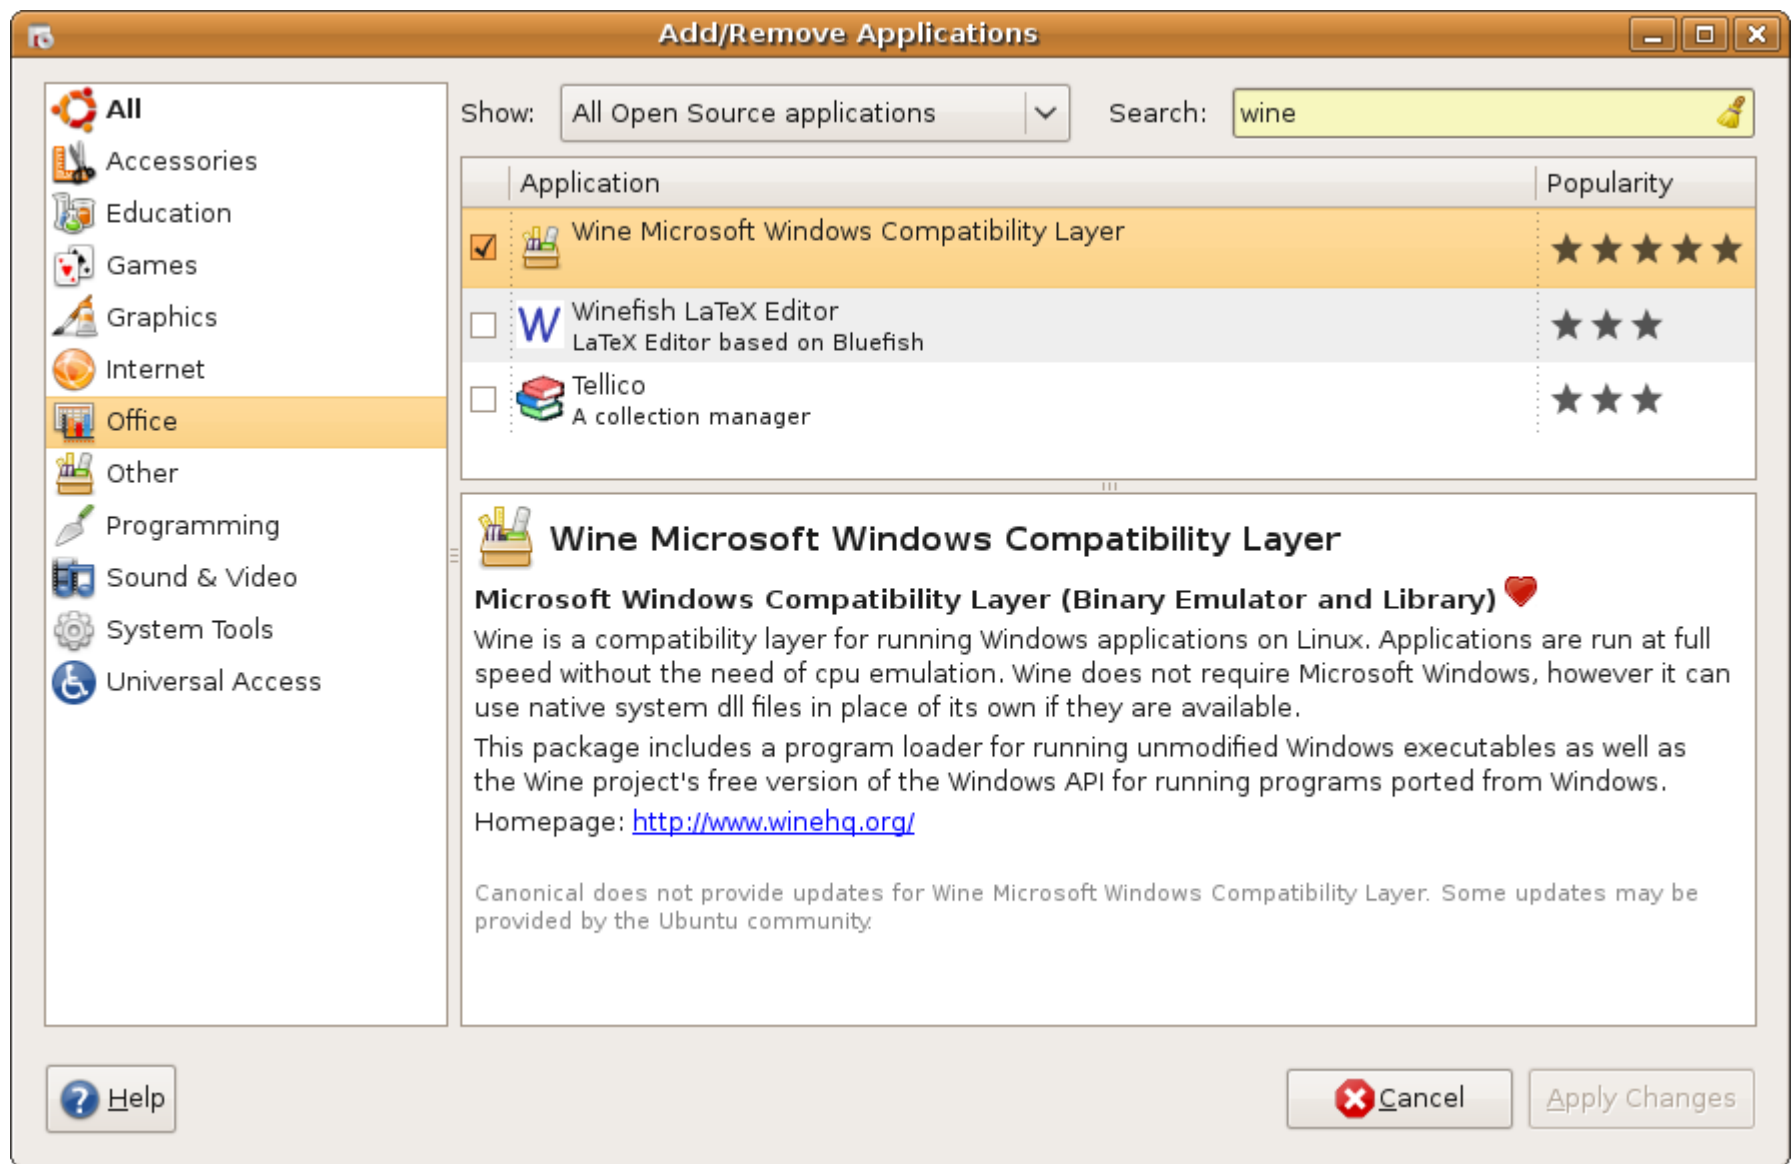 Add/Remove Applications
All
Accessories
Education
Games
Graphics
Internet
Office
Other
Programming
Sound & Video
System Tools
Universal Access
Show: All Open Source applications Search: wine
Application Popularity
Wine Microsoft Windows Compatibility Layer
Winefish LaTeX Editor
LaTeX Editor based on Bluefish
Tellico
A collection manager
Wine Microsoft Windows Compatibility Layer
Microsoft Windows Compatibility Layer (Binary Emulator and Library)
Wine is a compatibility layer for running Windows applications on Linux. Applications are run at full
speed without the need of cpu emulation. Wine does not require Microsoft Windows, however it can
use native system dll files in place of its own if they are available.
This package includes a program loader for running unmodified Windows executables as well as
the Wine project's free version of the Windows API for running programs ported from Windows.
Homepage: http://www.winehq.org/
Canonical does not provide updates for Wine Microsoft Windows Compatibility Layer. Some updates may be
provided by the Ubuntu community.
Help Cancel Apply Changes